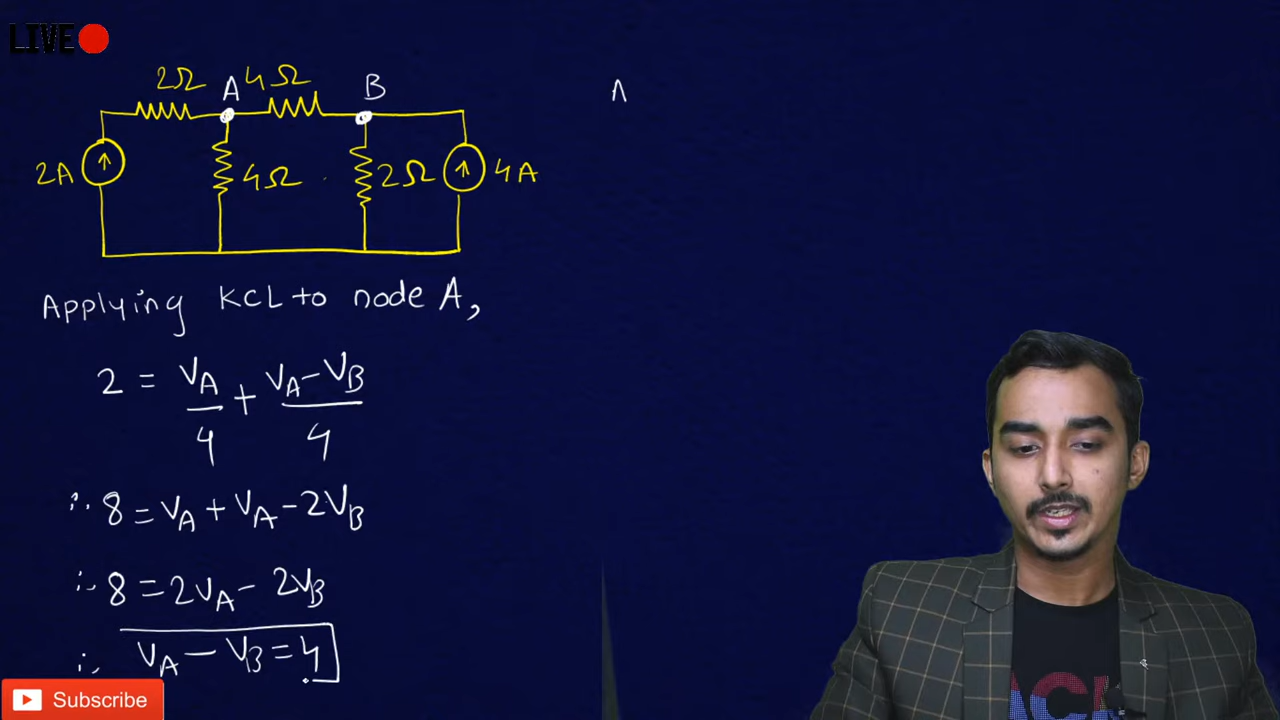 LIVE
2Ω A 4Ω B
2A 4Ω 2Ω 4A
Applying KCL to node A,
2 = VA/4 + VA-VB/4
∴ 8 = VA + VA - 2VB
∴ 8 = 2VA - 2VB
∴ VA - VB = 4
Subscribe